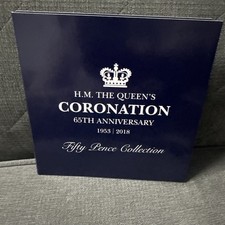 H.M. THE QUEEN'S
CORONATION
65TH ANNIVERSARY
1953 | 2018
Fifty Pence Collection